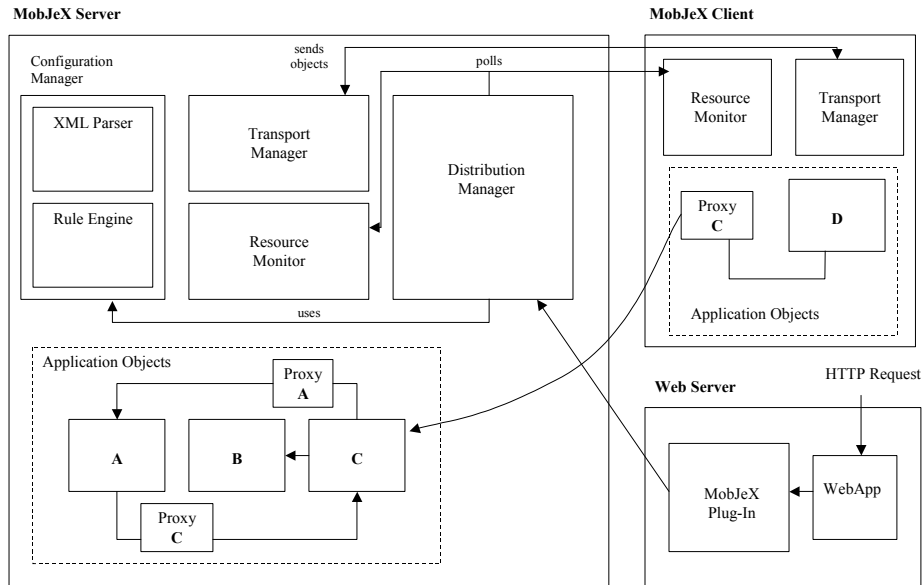 MobJeX Server
Configuration
Manager
XML Parser
Rule Engine
sends
objects
polls
Transport
Manager
Resource
Monitor
Distribution
Manager
uses
Application Objects
Proxy
A
A
B
C
Proxy
C
MobJeX Client
Resource
Monitor
Transport
Manager
Proxy
C
D
Application Objects
HTTP Request
Web Server
MobJeX
Plug-In
WebApp